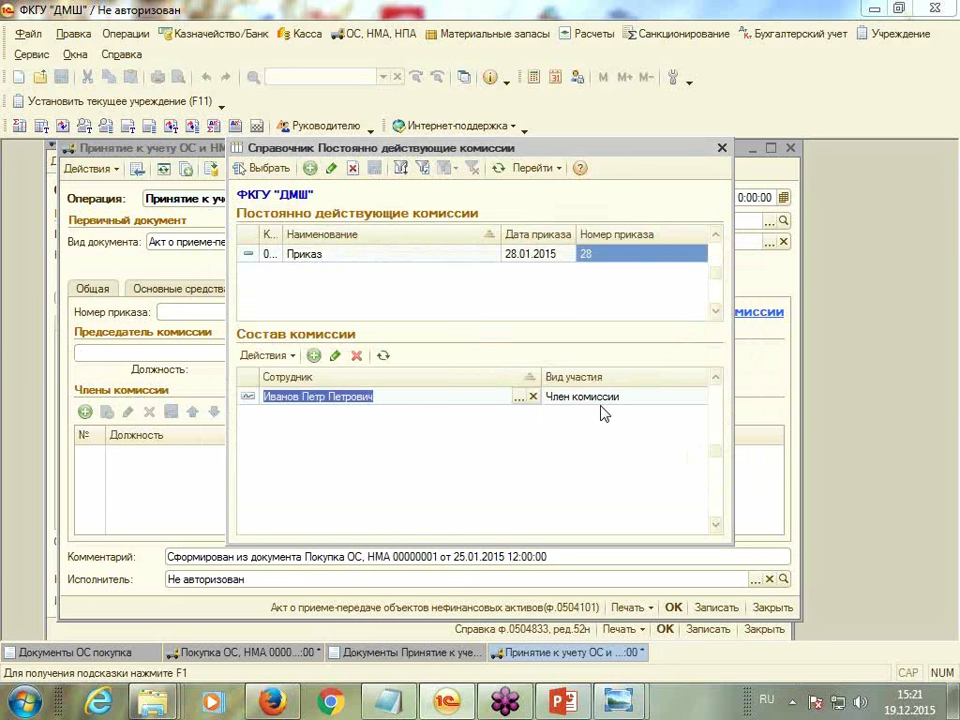 ФКГУ "ДМШ" / Не авторизован
Файл Правка Операции Казначейство/Банк Касса ОС, НМА, НПА Материальные запасы Расчеты Санкционирование Бухгалтерский учет Учреждение
Сервис Окна Справка
M M+ M-
Установить текущее учреждение (F11)
Руководителю Интернет-поддержка
Принятие к учету ОС и НМ
Справочник Постоянно действующие комиссии
Действия
Выбрать Перейти
Операция: Принятие к уч
0:00:00
ФКГУ "ДМШ"
Первичный документ
Постоянно действующие комиссии
Вид документа: Акт о приеме-пе
К... Наименование Дата приказа Номер приказа
0... Приказ 28.01.2015 28
Общая Основные средств
Номер приказа:
миссии
Председатель комиссии
Состав комиссии
Действия
Должность:
Сотрудник Вид участия
Члены комиссии
Иванов Петр Петрович ... Член комиссии
№ Должность
Комментарий: Сформирован из документа Покупка ОС, НМА 00000001 от 25.01.2015 12:00:00
Исполнитель: Не авторизован
Акт о приеме-передаче объектов нефинансовых активов(ф.0504101) Печать ОК Записать Закрыть
Справка ф.0504833, ред.52н Печать ОК Записать Закрыть
Документы ОС покупка Покупка ОС, НМА 0000...:00 * Документы Принятие к уче... Принятие к учету ОС и ...:00 *
Для получения подсказки нажмите F1 CAP NUM
RU 15:21
19.12.2015